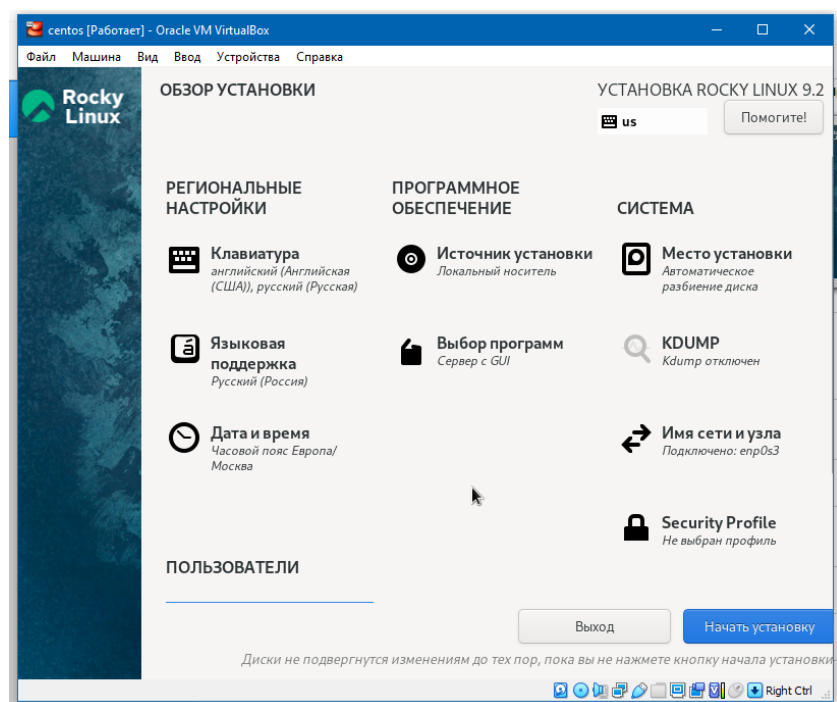 centos [Работает] - Oracle VM VirtualBox
Файл Машина Вид Ввод Устройства Справка
Rocky
Linux
ОБЗОР УСТАНОВКИ
УСТАНОВКА ROCKY LINUX 9.2
us
Помогите!
РЕГИОНАЛЬНЫЕ
НАСТРОЙКИ
Клавиатура
английский (Английская
(США)), русский (Русская)
Языковая
поддержка
Русский (Россия)
Дата и время
Часовой пояс Европа/
Москва
ПРОГРАММНОЕ
ОБЕСПЕЧЕНИЕ
Источник установки
Локальный носитель
Выбор программ
Сервер с GUI
СИСТЕМА
Место установки
Автоматическое
разбиение диска
KDUMP
Kdump отключен
Имя сети и узла
Подключено: enp0s3
Security Profile
Не выбран профиль
ПОЛЬЗОВАТЕЛИ
Выход
Начать установку
Диски не подвергнутся изменениям до тех пор, пока вы не нажмете кнопку начала установки
Right Ctrl